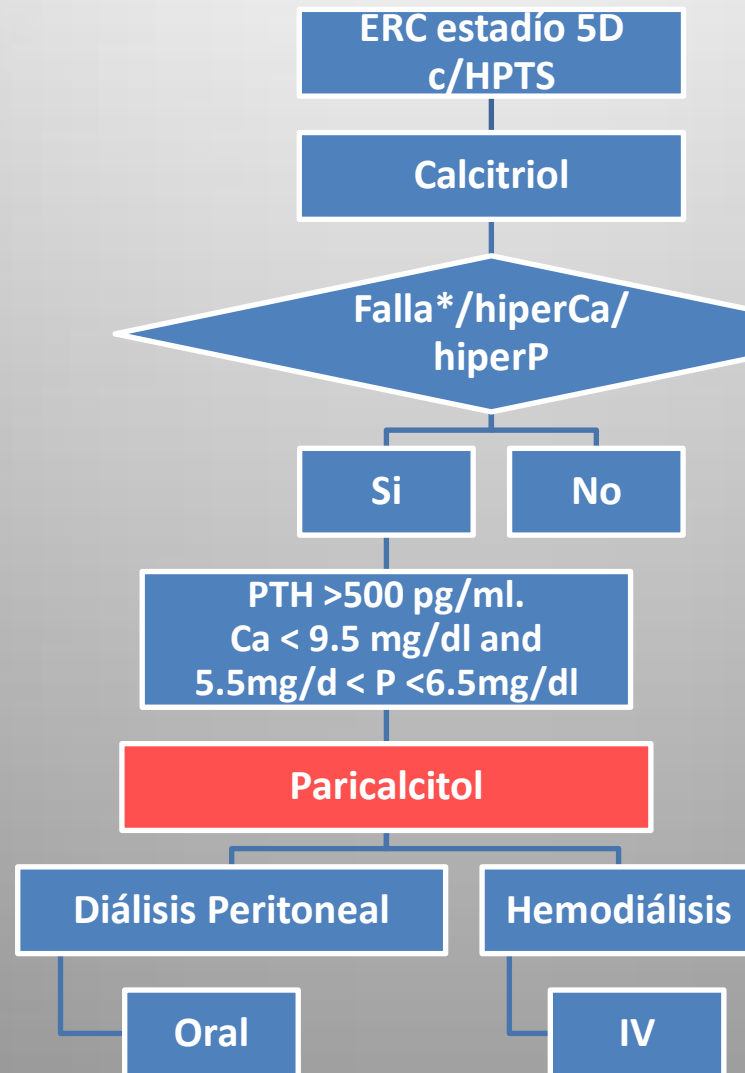 ERC estadío 5D
c/HPTS
Calcitriol
Falla*/hiperCa/
hiperP
Si
No
PTH >500 pg/ml.
Ca < 9.5 mg/dl and
5.5mg/d < P <6.5mg/dl
Paricalcitol
Diálisis Peritoneal
Hemodiálisis
Oral
IV